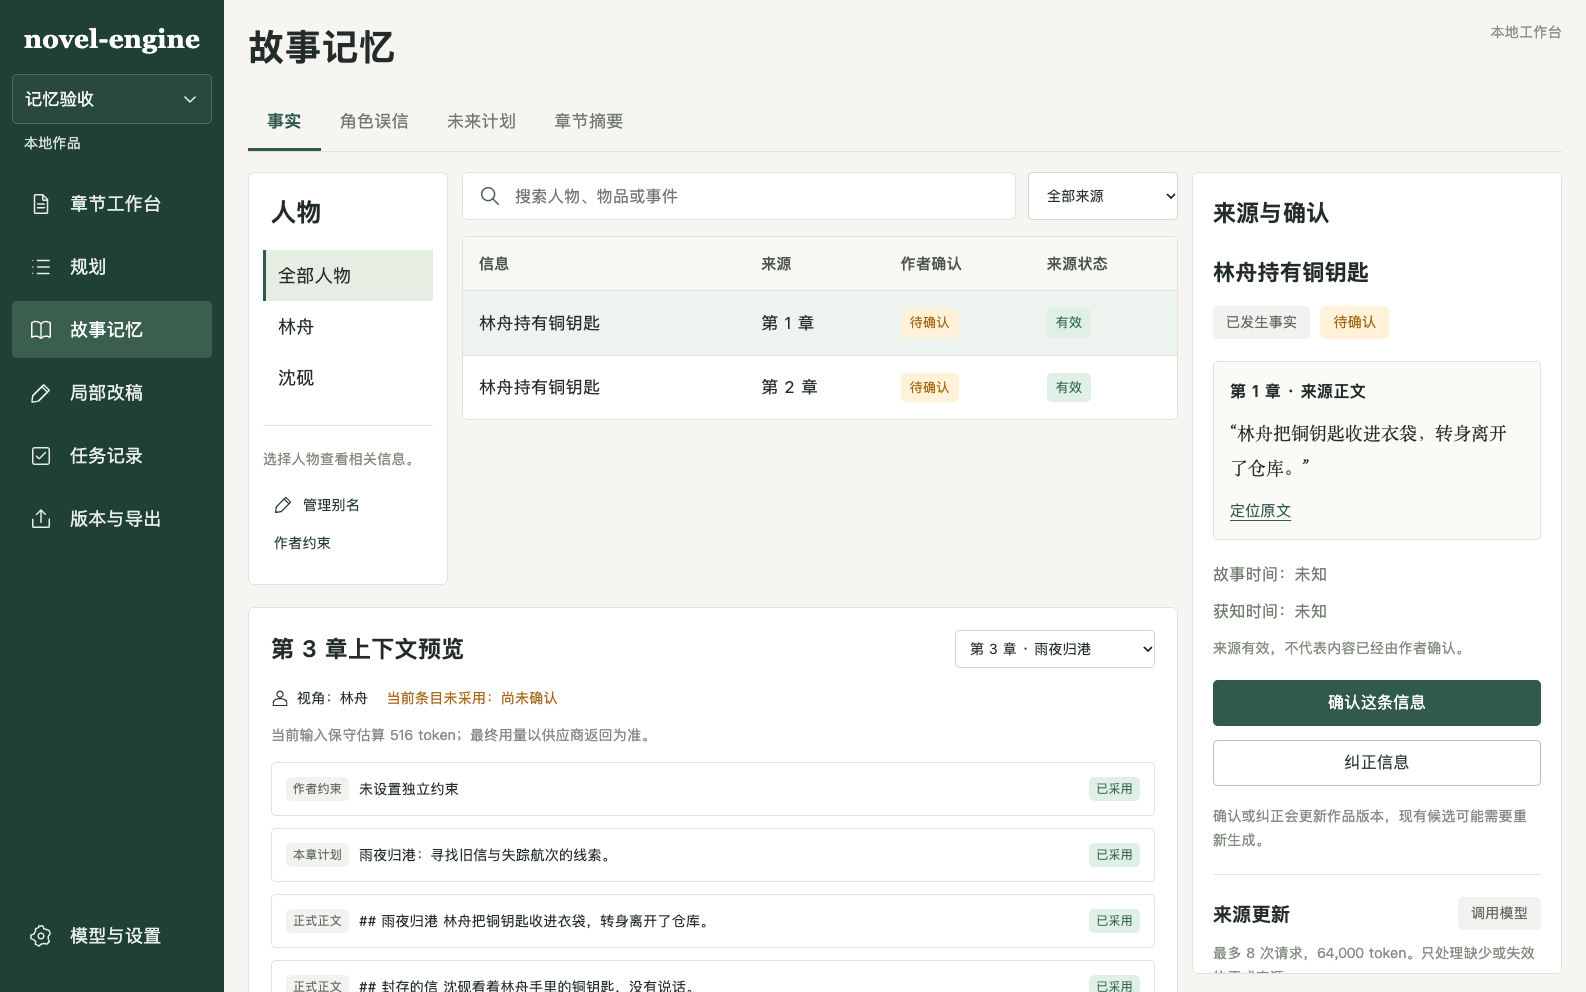 novel-engine
记忆验收
本地作品
章节工作台
规划
故事记忆
局部改稿
任务记录
版本与导出
模型与设置
故事记忆
本地工作台
事实 角色误信 未来计划 章节摘要
人物
全部人物
林舟
沈砚
选择人物查看相关信息。
管理别名
作者约束
搜索人物、物品或事件
全部来源
信息 来源 作者确认 来源状态
林舟持有铜钥匙 第 1 章 待确认 有效
林舟持有铜钥匙 第 2 章 待确认 有效
第 3 章上下文预览
第 3 章 · 雨夜归港
视角：林舟 当前条目未采用：尚未确认
当前输入保守估算 516 token；最终用量以供应商返回为准。
作者约束 未设置独立约束 已采用
本章计划 雨夜归港：寻找旧信与失踪航次的线索。 已采用
正式正文 ## 雨夜归港 林舟把铜钥匙收进衣袋，转身离开了仓库。 已采用
正式正文 ## 封存的信 沈砚看着林舟手里的铜钥匙，没有说话。 已采用
来源与确认
林舟持有铜钥匙
已发生事实 待确认
第 1 章 · 来源正文
“林舟把铜钥匙收进衣袋，转身离开
了仓库。”
定位原文
故事时间：未知
获知时间：未知
来源有效，不代表内容已经由作者确认。
确认这条信息
纠正信息
确认或纠正会更新作品版本，现有候选可能需要重
新生成。
来源更新
调用模型
最多 8 次请求，64,000 token。只处理缺少或失效